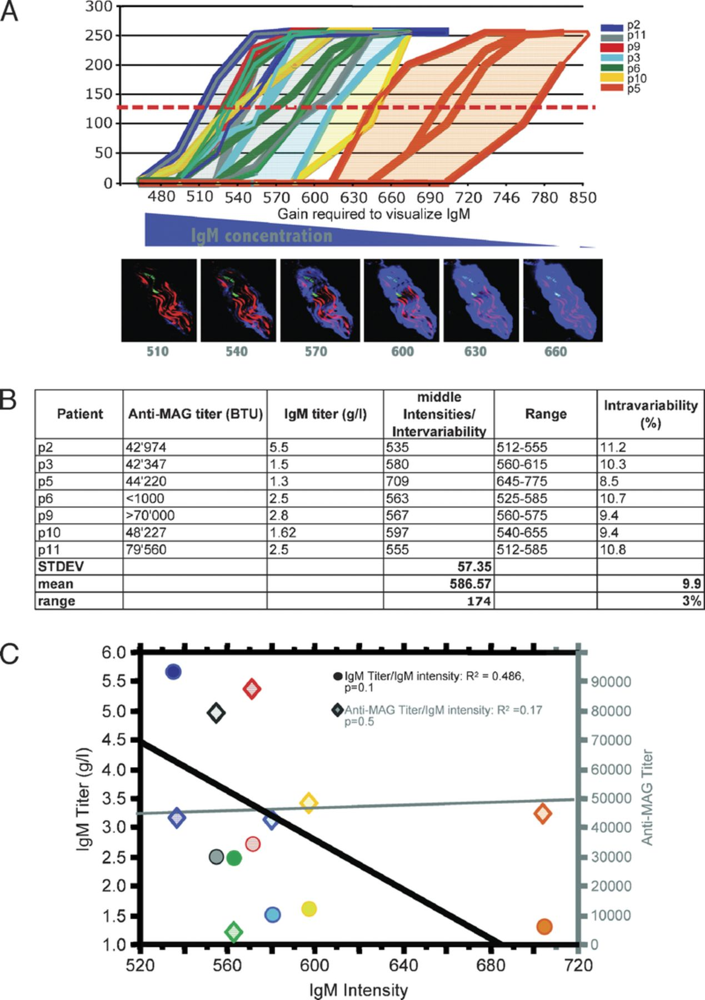 A
300
250
200
150
100
50
0
480 510 540 570 600 630 660 690 720 746 780 850
Gain required to visualize IgM
p2
p11
p9
p3
p6
p10
p5
IgM concentration
510 540 570 600 630 660
B
Patient Anti-MAG titer (BTU) IgM titer (g/l) middle Intensities/ Intervariability Range Intravariability (%)
p2 42'974 5.5 535 512-555 11.2
p3 42'347 1.5 580 560-615 10.3
p5 44'220 1.3 709 645-775 8.5
p6 <1000 2.5 563 525-585 10.7
p9 >70'000 2.8 567 560-575 9.4
p10 48'227 1.62 597 540-655 9.4
p11 79'560 2.5 555 512-585 10.8
STDEV 57.35
mean 586.57 9.9
range 174 3%
C
IgM Titer (g/l)
6.0
5.5
5.0
4.5
4.0
3.5
3.0
2.5
2.0
1.5
1.0
IgM Titer/IgM intensity: R² = 0.486,
p=0.1
Anti-MAG Titer/IgM intensity: R² =0.17
p=0.5
90000
80000
70000
60000
50000
40000
30000
20000
10000
0
Anti-MAG Titer
520 560 600 640 680 720
IgM Intensity